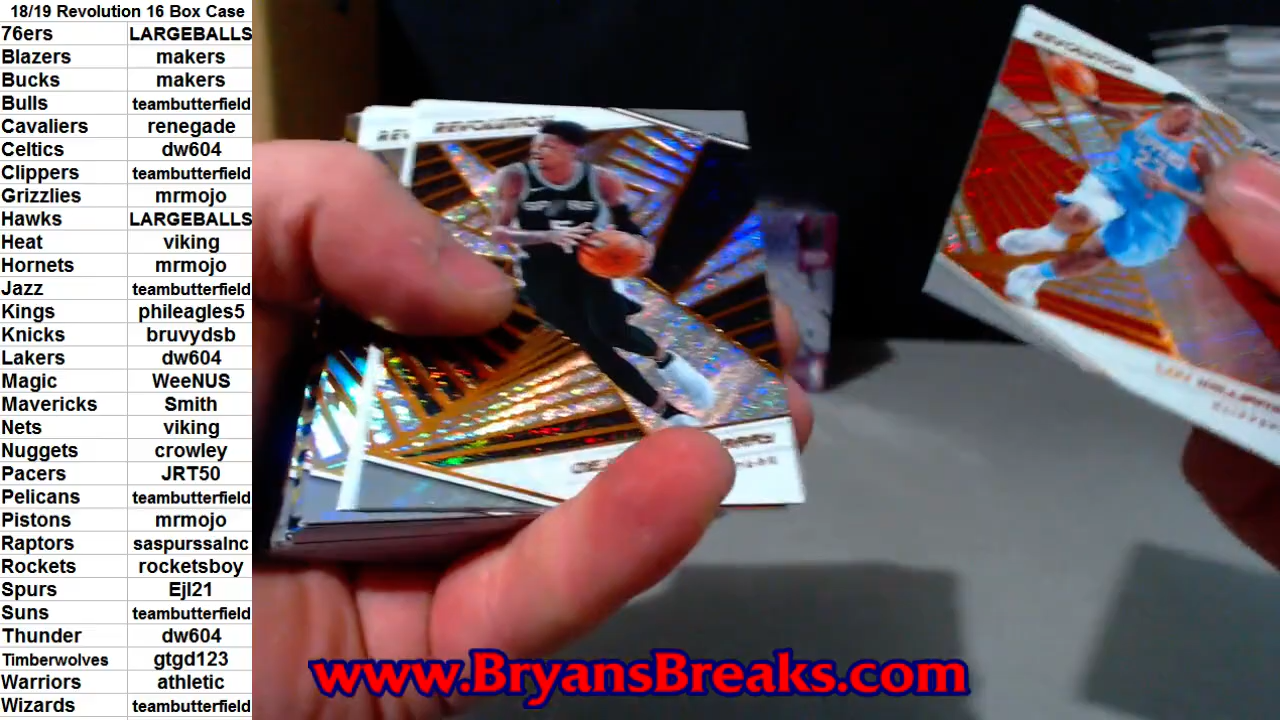 18/19 Revolution 16 Box Case
76ers LARGEBALLS
Blazers makers
Bucks makers
Bulls teambutterfield
Cavaliers renegade
Celtics dw604
Clippers teambutterfield
Grizzlies mrmojo
Hawks LARGEBALLS
Heat viking
Hornets mrmojo
Jazz teambutterfield
Kings phileagles5
Knicks bruvydsb
Lakers dw604
Magic WeeNUS
Mavericks Smith
Nets viking
Nuggets crowley
Pacers JRT50
Pelicans teambutterfield
Pistons mrmojo
Raptors saspurssalnc
Rockets rocketsboy
Spurs Ejl21
Suns teambutterfield
Thunder dw604
Timberwolves gtgd123
Warriors athletic
Wizards teambutterfield
REVOLUTION
REVOLUTION
www.BryansBreaks.com